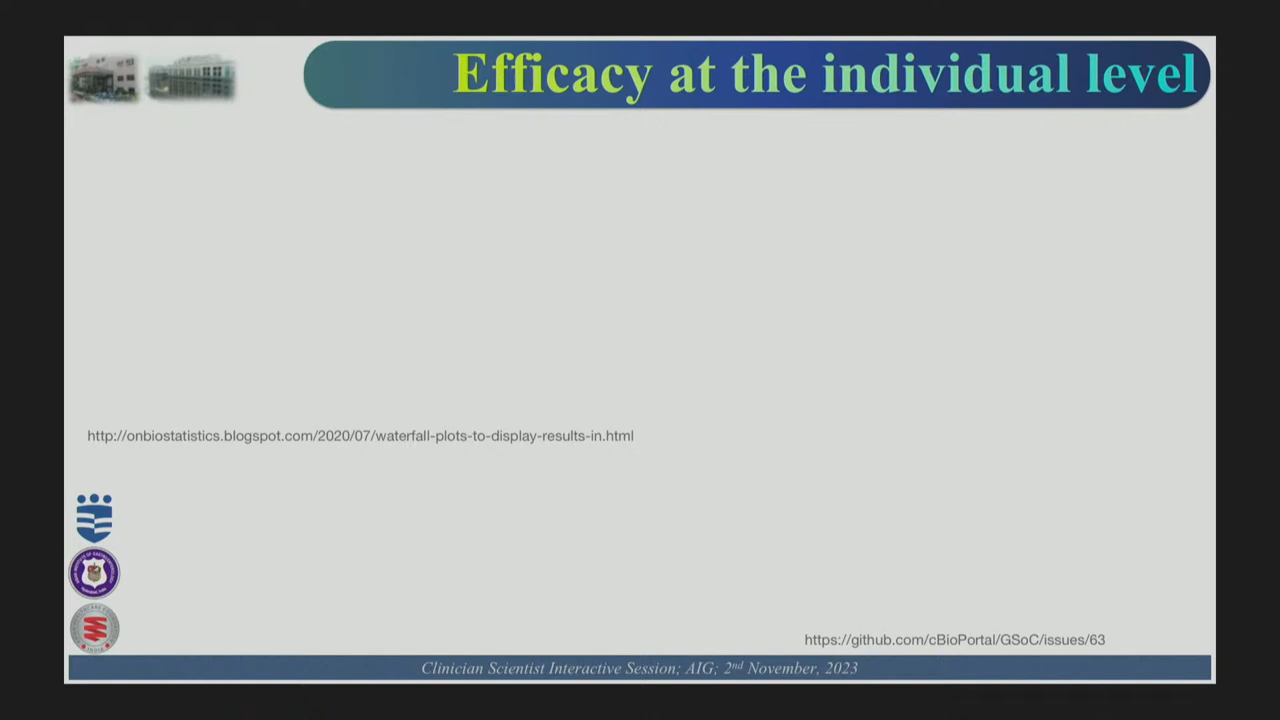 Efficacy at the individual level
http://onbiostatistics.blogspot.com/2020/07/waterfall-plots-to-display-results-in.html
https://github.com/cBioPortal/GSoC/issues/63
Clinician Scientist Interactive Session; AIG; 2nd November, 2023